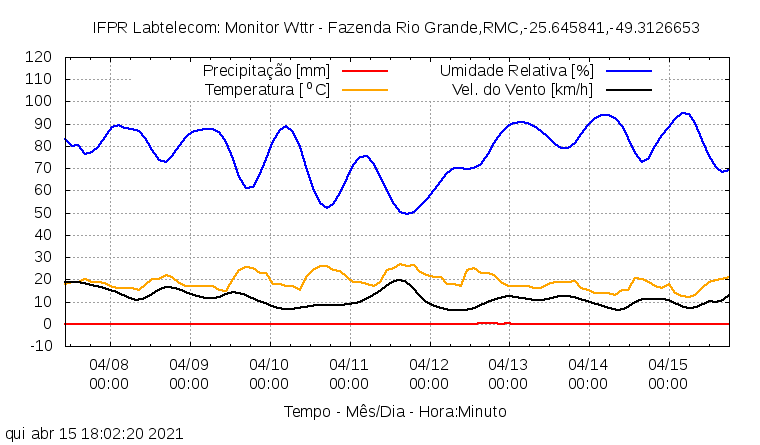 IFPR Labtelecom: Monitor Wttr - Fazenda Rio Grande,RMC,-25.645841,-49.3126653
120
110
100
90
80
70
60
50
40
30
20
10
0
-10
Precipitação [mm]
Temperatura [⁰C]
Umidade Relativa [%]
Vel. do Vento [km/h]
04/08 04/09 04/10 04/11 04/12 04/13 04/14 04/15
00:00 00:00 00:00 00:00 00:00 00:00 00:00 00:00
Tempo - Mês/Dia - Hora:Minuto
qui abr 15 18:02:20 2021